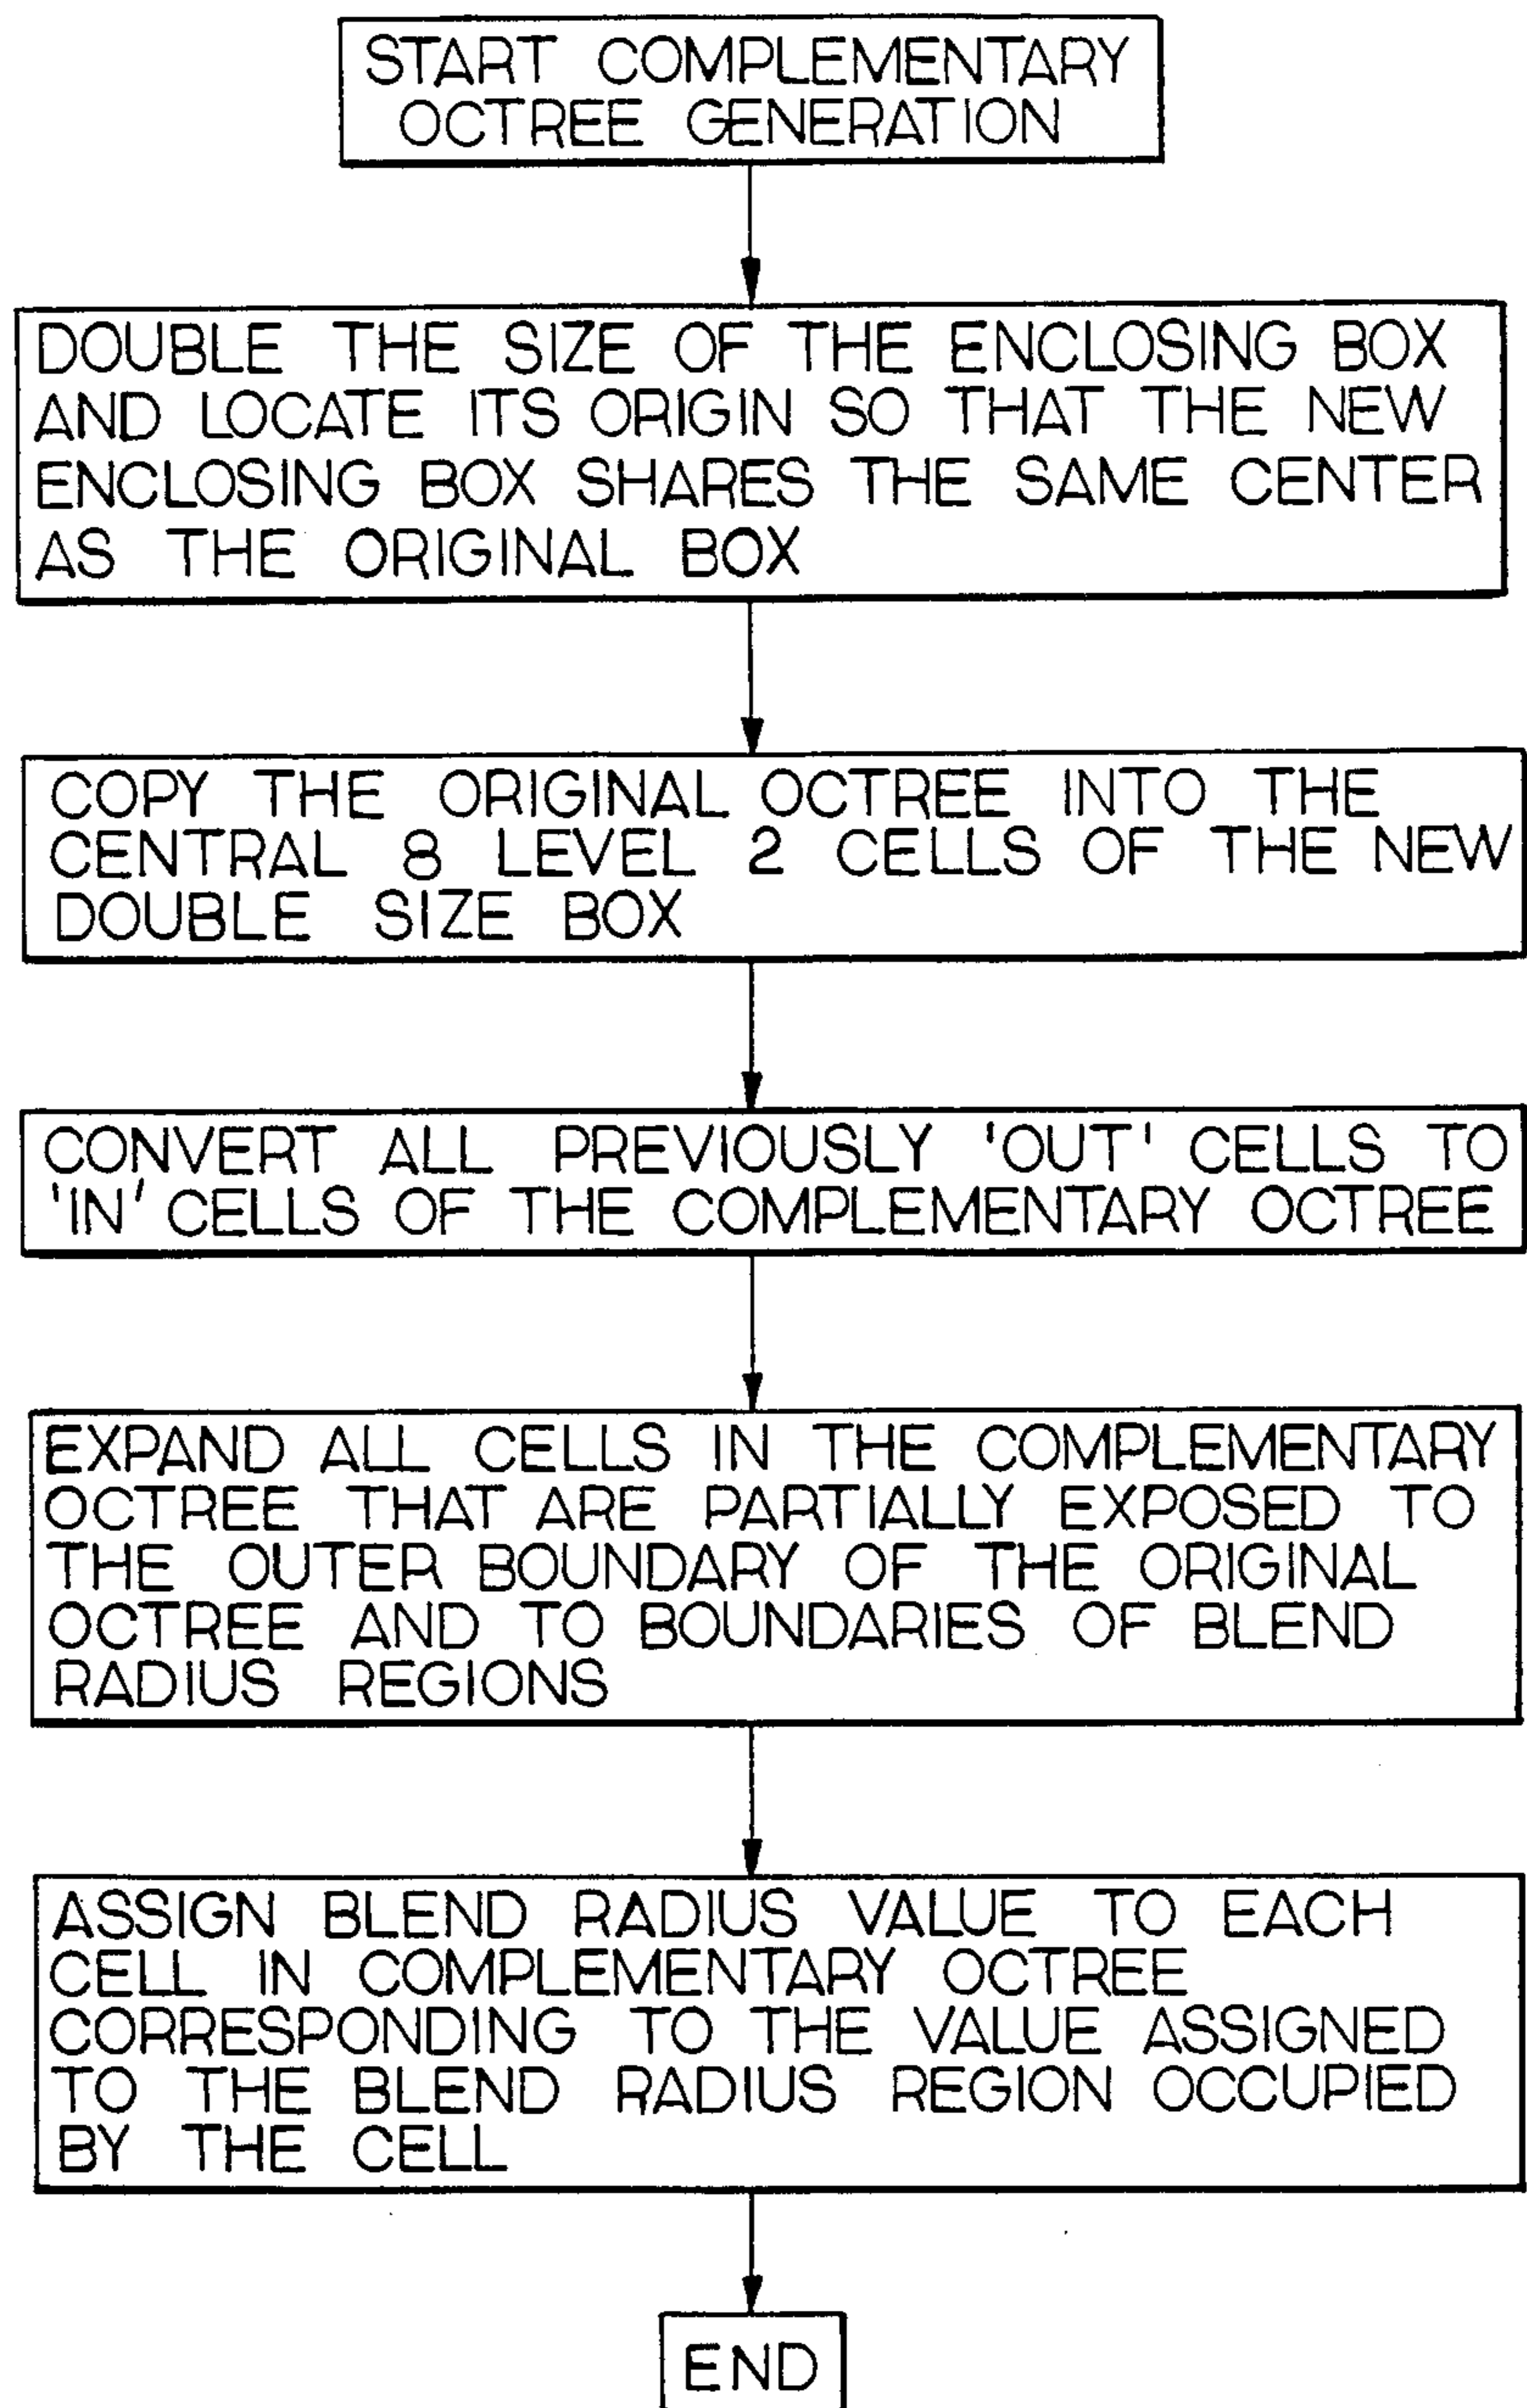 START COMPLEMENTARY
OCTREE GENERATION
DOUBLE THE SIZE OF THE ENCLOSING BOX
AND LOCATE ITS ORIGIN SO THAT THE NEW
ENCLOSING BOX SHARES THE SAME CENTER
AS THE ORIGINAL BOX
COPY THE ORIGINAL OCTREE INTO THE
CENTRAL 8 LEVEL 2 CELLS OF THE NEW
DOUBLE SIZE BOX
CONVERT ALL PREVIOUSLY 'OUT' CELLS TO
'IN' CELLS OF THE COMPLEMENTARY OCTREE
EXPAND ALL CELLS IN THE COMPLEMENTARY
OCTREE THAT ARE PARTIALLY EXPOSED TO
THE OUTER BOUNDARY OF THE ORIGINAL
OCTREE AND TO BOUNDARIES OF BLEND
RADIUS REGIONS
ASSIGN BLEND RADIUS VALUE TO EACH
CELL IN COMPLEMENTARY OCTREE
CORRESPONDING TO THE VALUE ASSIGNED
TO THE BLEND RADIUS REGION OCCUPIED
BY THE CELL
END